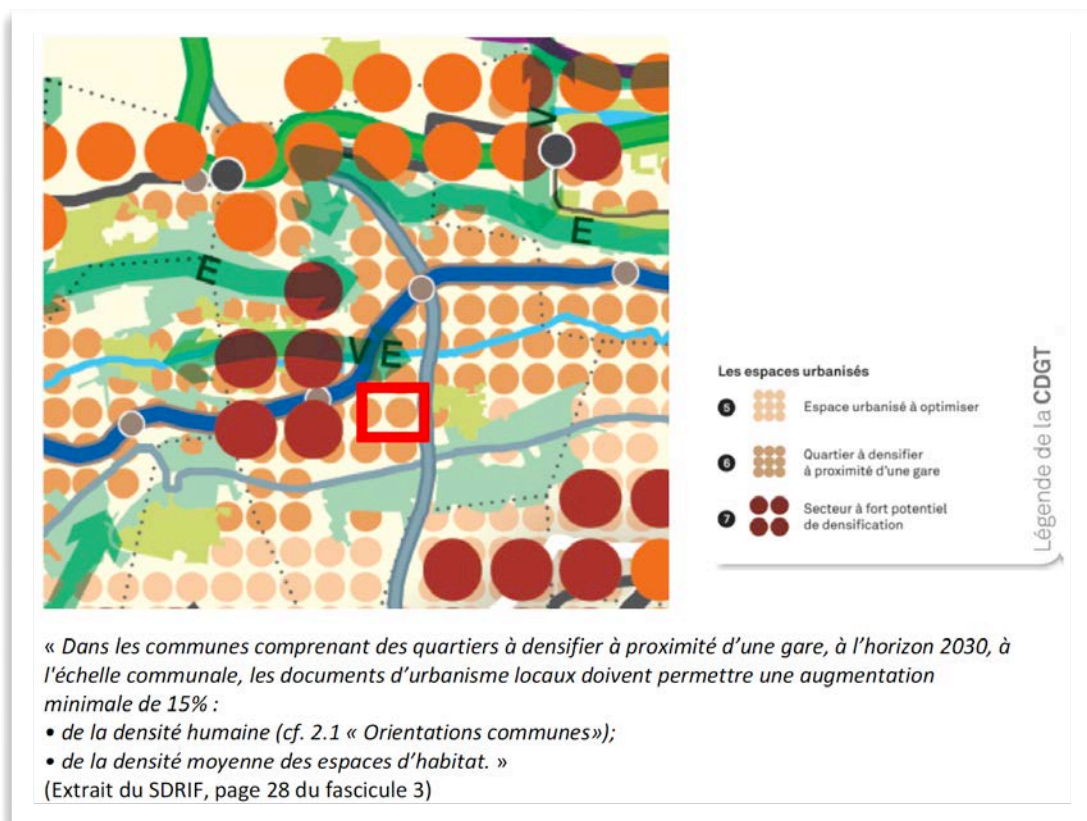 V
E
E
V E
Les espaces urbanisés
5 Espace urbanisé à optimiser
6 Quartier à densifier
à proximité d'une gare
7 Secteur à fort potentiel
de densification
Légende de la CDGT
« Dans les communes comprenant des quartiers à densifier à proximité d'une gare, à l'horizon 2030, à
l'échelle communale, les documents d'urbanisme locaux doivent permettre une augmentation
minimale de 15% :
• de la densité humaine (cf. 2.1 « Orientations communes»);
• de la densité moyenne des espaces d'habitat. »
(Extrait du SDRIF, page 28 du fascicule 3)